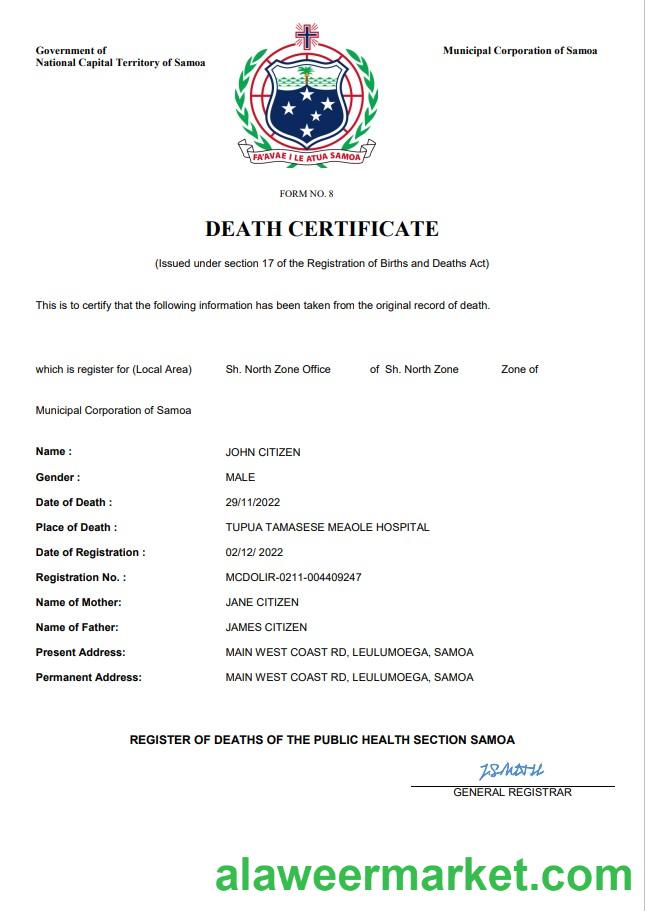 Government of
National Capital Territory of Samoa
Municipal Corporation of Samoa
FA'AVAE I LE ATUA SAMOA
FORM NO. 8
DEATH CERTIFICATE
(Issued under section 17 of the Registration of Births and Deaths Act)
This is to certify that the following information has been taken from the original record of death.
which is register for (Local Area) Sh. North Zone Office of Sh. North Zone Zone of
Municipal Corporation of Samoa
Name : JOHN CITIZEN
Gender : MALE
Date of Death : 29/11/2022
Place of Death : TUPUA TAMASESE MEAOLE HOSPITAL
Date of Registration : 02/12/ 2022
Registration No. : MCDOLIR-0211-004409247
Name of Mother: JANE CITIZEN
Name of Father: JAMES CITIZEN
Present Address: MAIN WEST COAST RD, LEULUMOEGA, SAMOA
Permanent Address: MAIN WEST COAST RD, LEULUMOEGA, SAMOA
REGISTER OF DEATHS OF THE PUBLIC HEALTH SECTION SAMOA
GENERAL REGISTRAR
alaweermarket.com